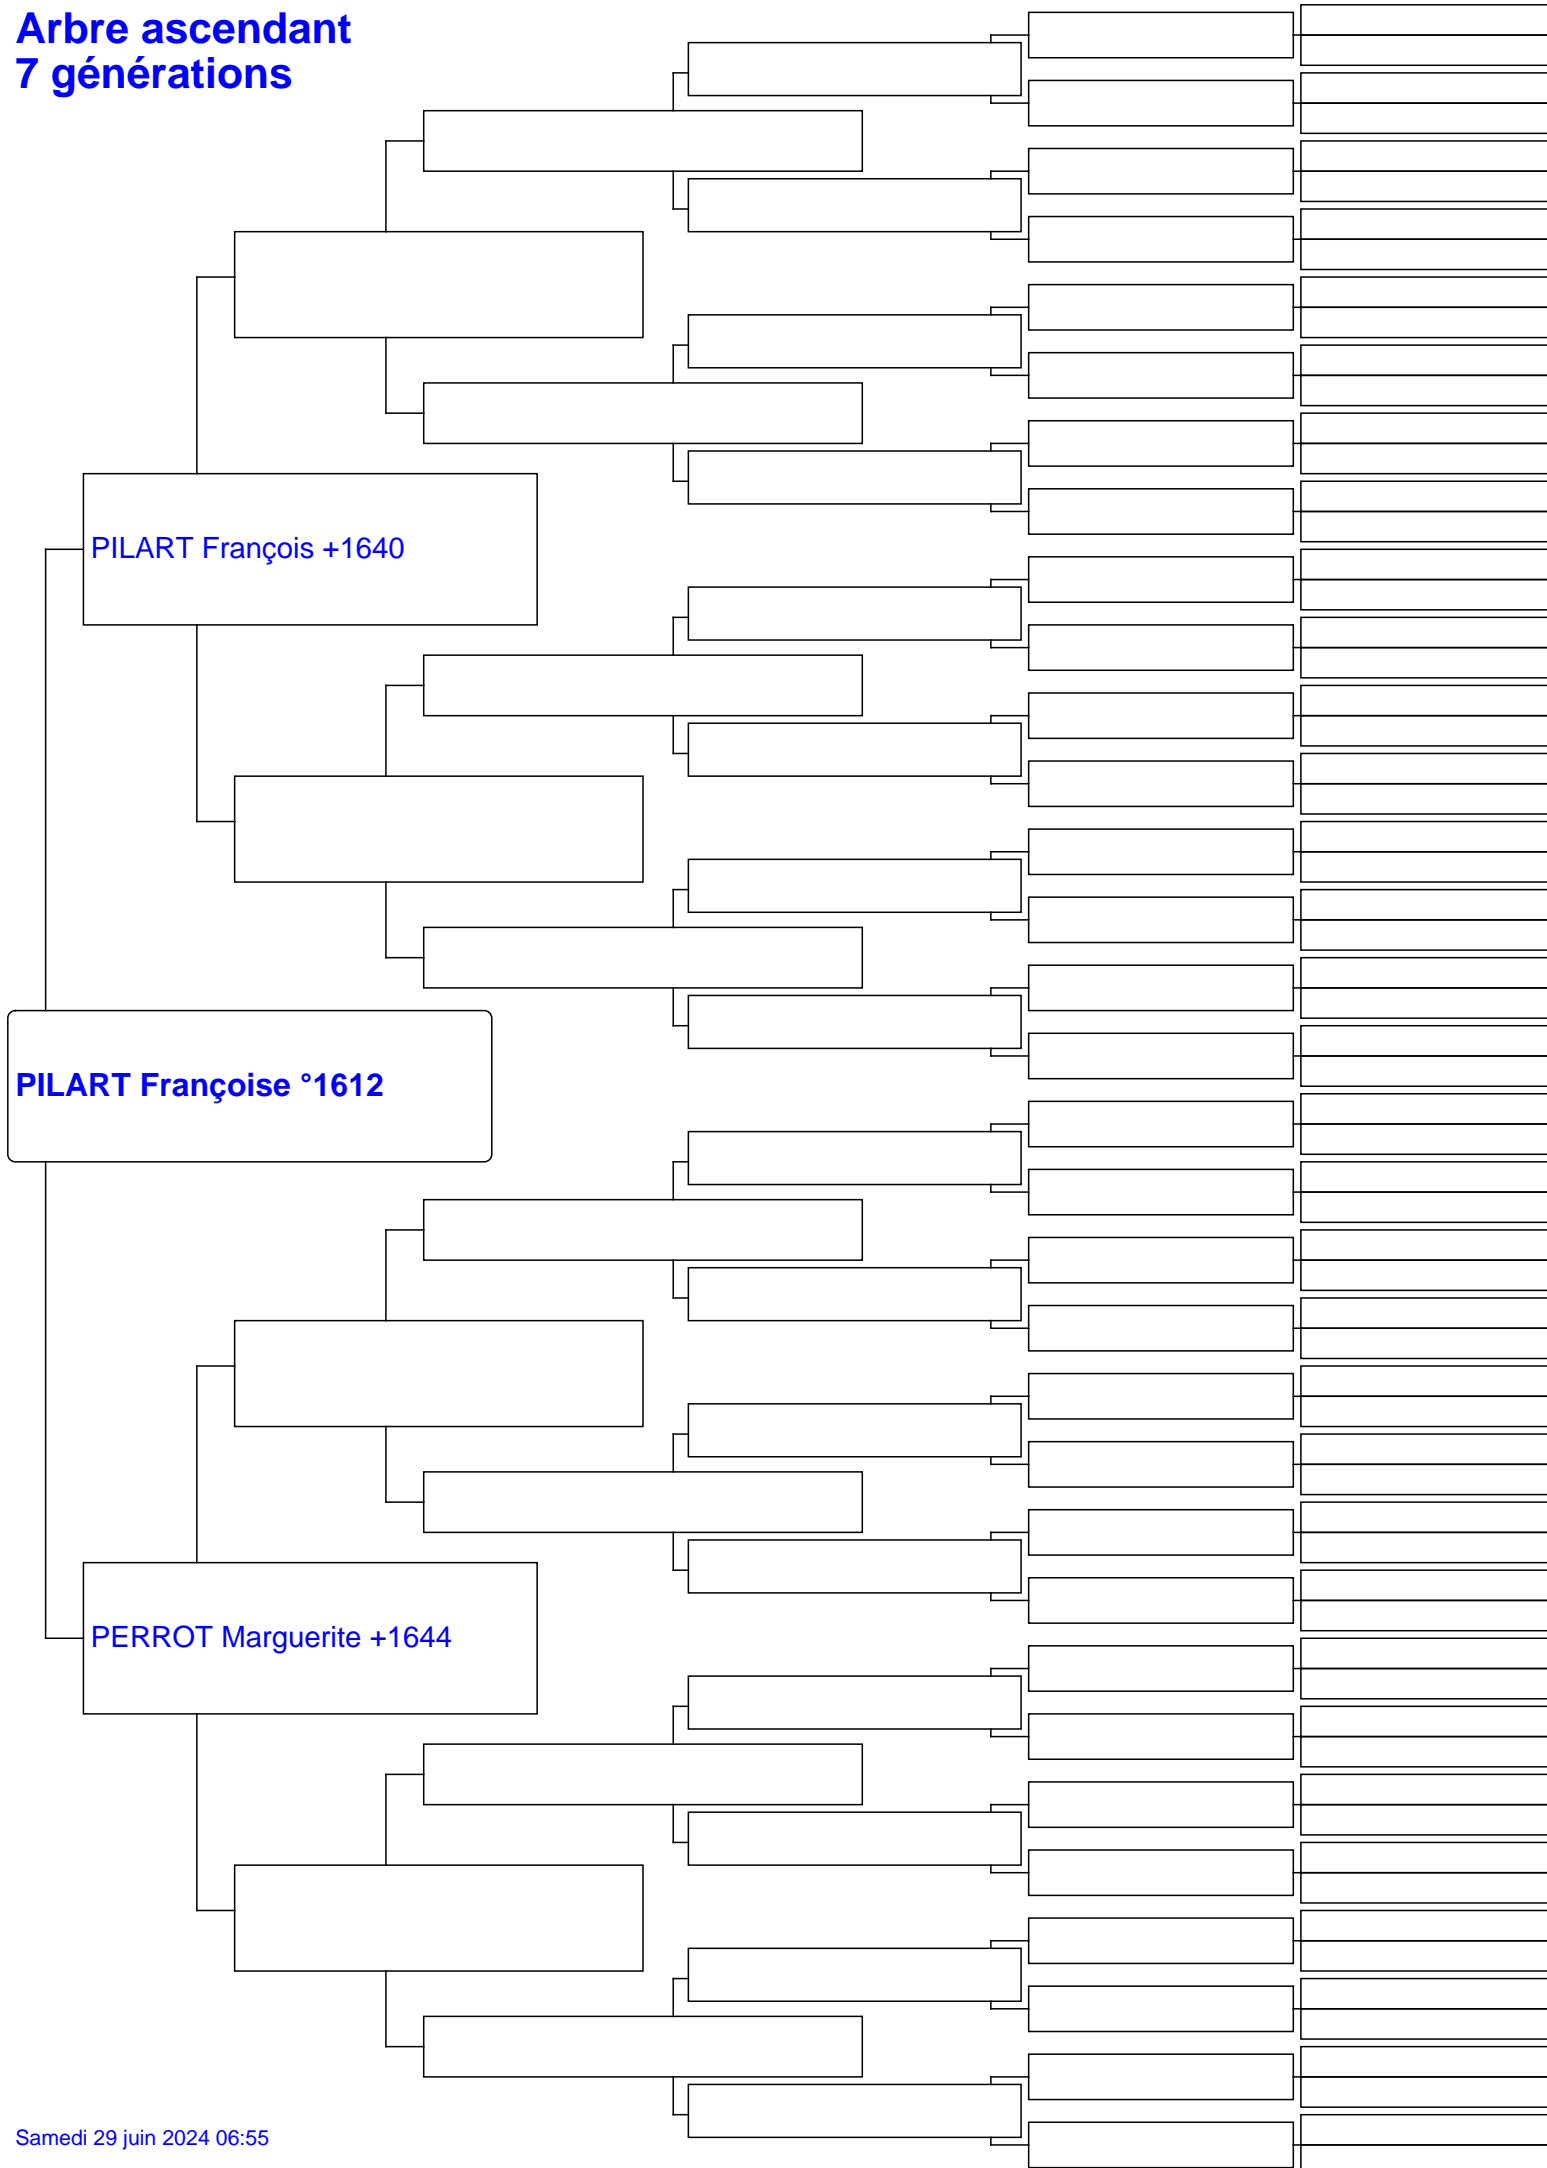 Arbre ascendant
7 générations
PILART François +1640
PILART Françoise °1612
PERROT Marguerite +1644
Samedi 29 juin 2024 06:55